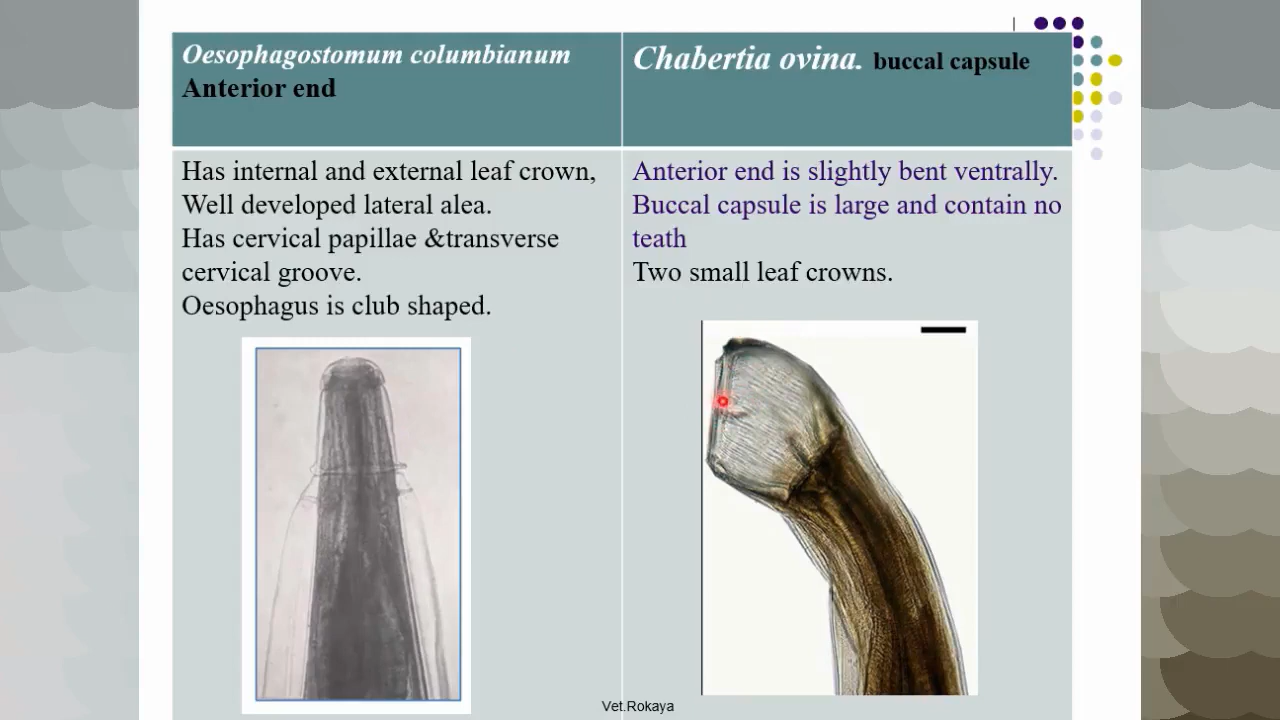 Oesophagostomum columbianum
Anterior end
Chabertia ovina. buccal capsule
Has internal and external leaf crown,
Well developed lateral alea.
Has cervical papillae &transverse
cervical groove.
Oesophagus is club shaped.
Anterior end is slightly bent ventrally.
Buccal capsule is large and contain no
teath
Two small leaf crowns.
Vet.Rokaya